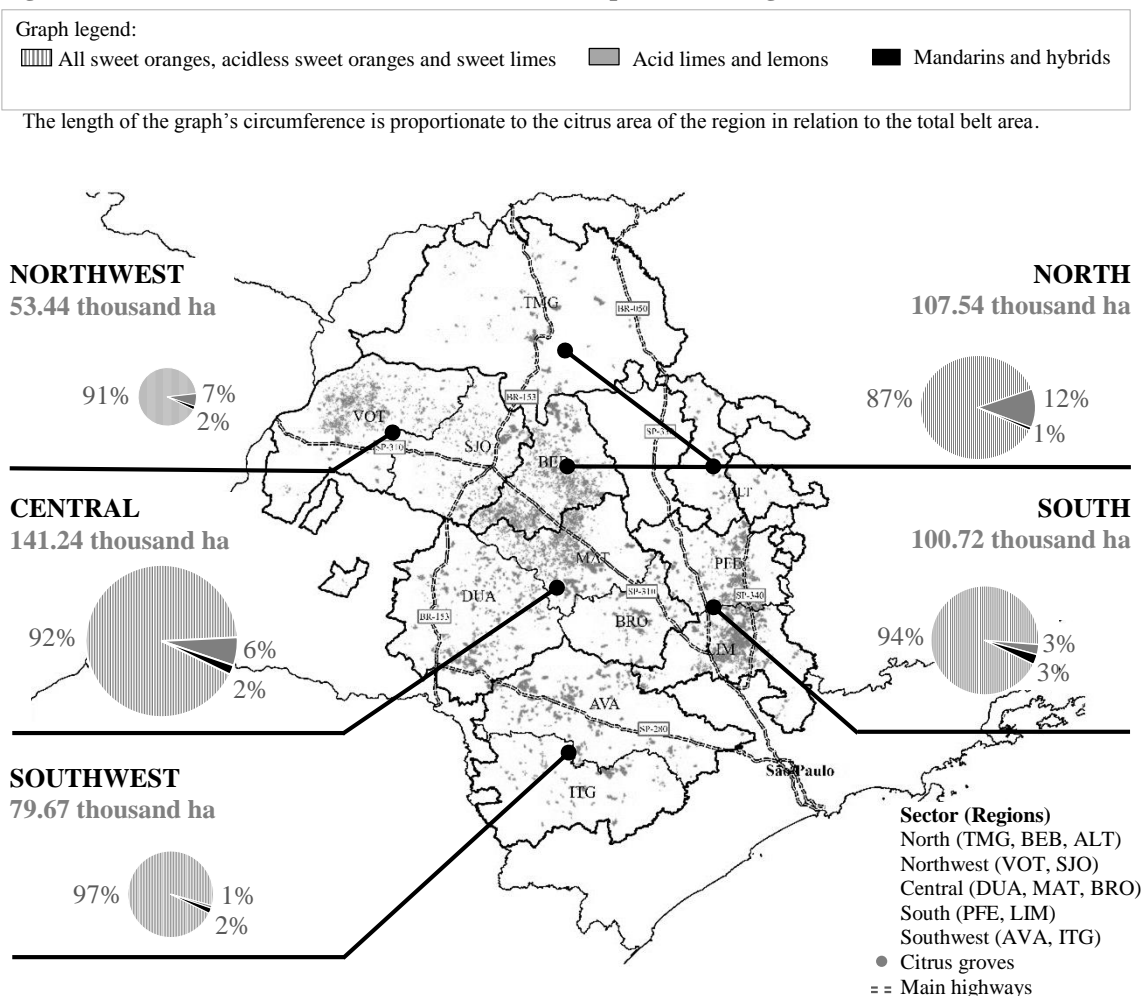 Graph legend:
All sweet oranges, acidless sweet oranges and sweet limes Acid limes and lemons Mandarins and hybrids
The length of the graph's circumference is proportionate to the citrus area of the region in relation to the total belt area.
NORTHWEST
53.44 thousand ha
91%
7%
2%
NORTH
107.54 thousand ha
87%
12%
1%
CENTRAL
141.24 thousand ha
92%
6%
2%
SOUTH
100.72 thousand ha
94%
3%
3%
SOUTHWEST
79.67 thousand ha
97%
1%
2%
TMG
BR-050
BR-153
VOT
SP-310
SJO
BEB
ALT
MAT
PFE
DUA
SP-310
SP-340
BR-153
BRO
LIM
AVA
SP-280
São Paulo
ITG
Sector (Regions)
North (TMG, BEB, ALT)
Northwest (VOT, SJO)
Central (DUA, MAT, BRO)
South (PFE, LIM)
Southwest (AVA, ITG)
Citrus groves
Main highways